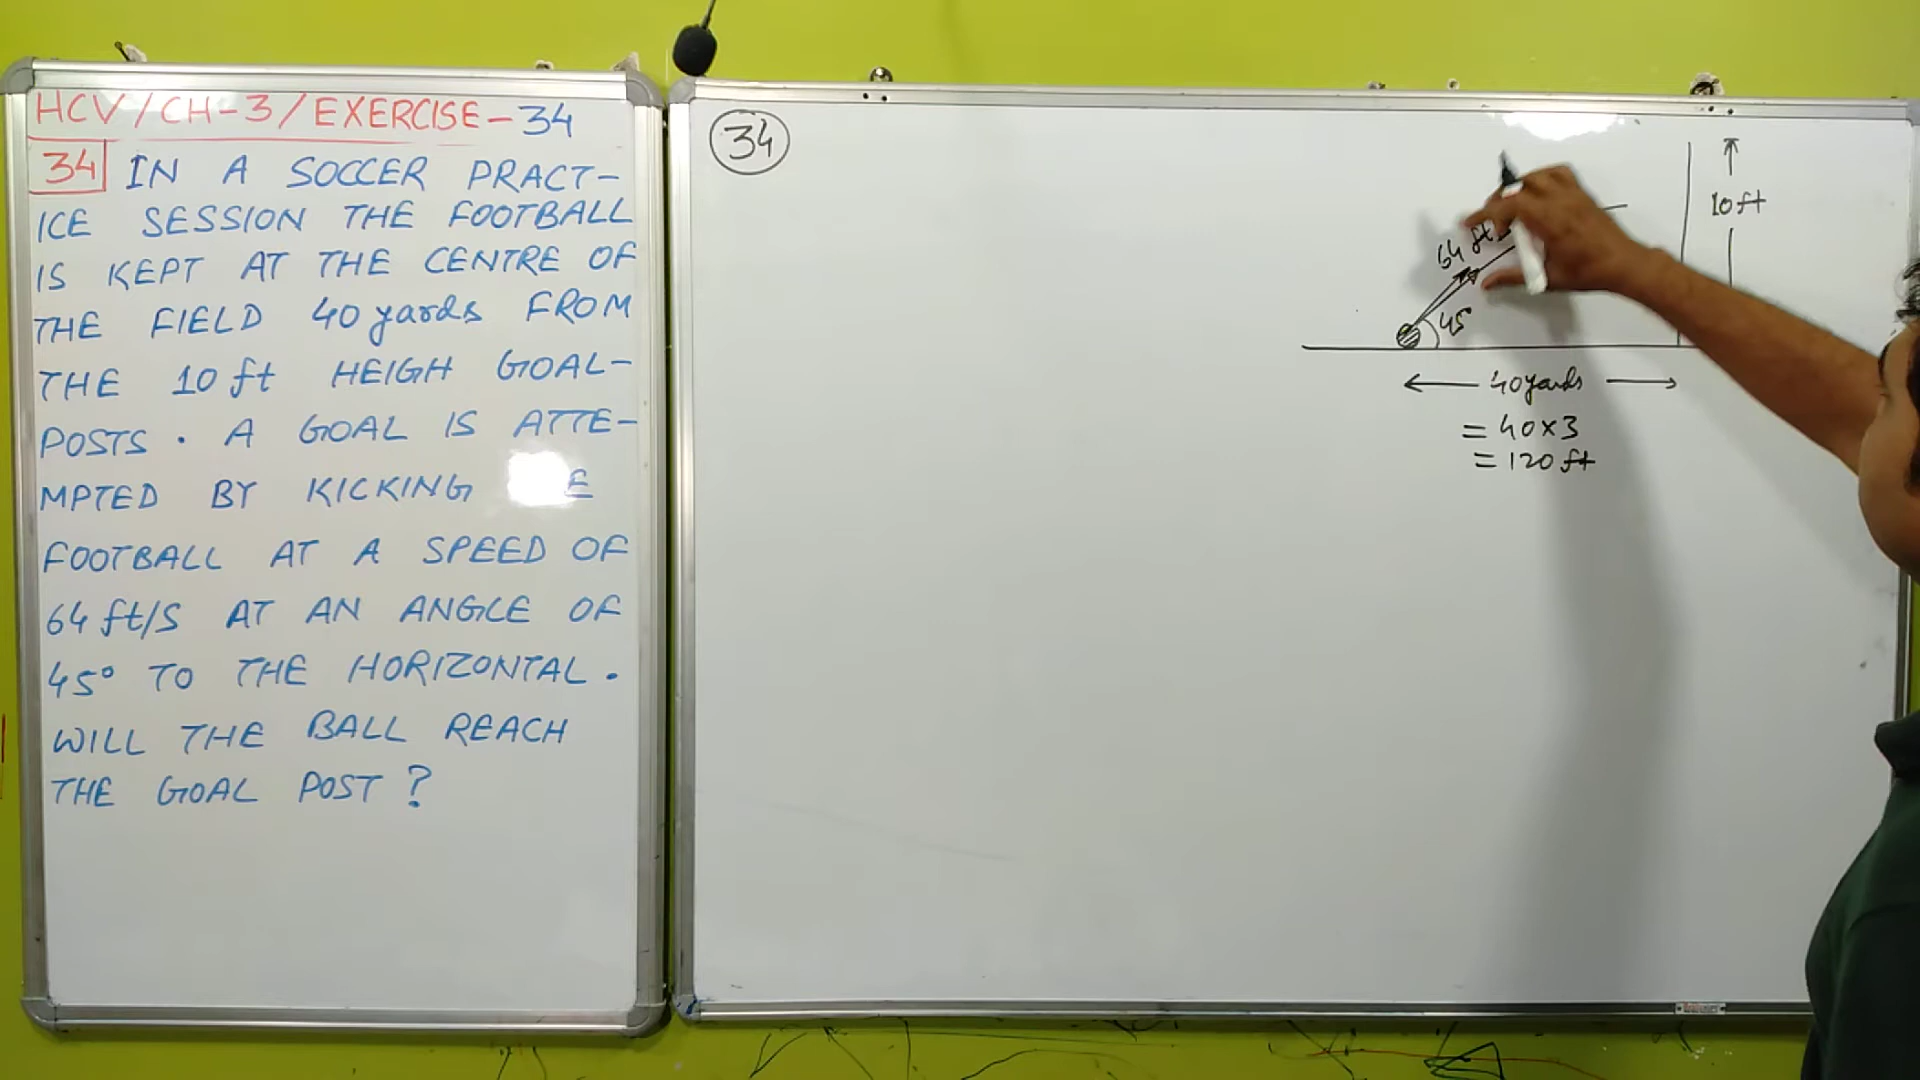 HCV/CH-3/EXERCISE-34
34 IN A SOCCER PRACT-
ICE SESSION THE FOOTBALL
IS KEPT AT THE CENTRE OF
THE FIELD 40 yards FROM
THE 10 ft HEIGH GOAL-
POSTS. A GOAL IS ATTE-
MPTED BY KICKING
FOOTBALL AT A SPEED OF
64 ft/s AT AN ANGLE OF
45° TO THE HORIZONTAL.
WILL THE BALL REACH
THE GOAL POST?
34
10 ft
64 ft
45°
40 yards
= 40×3
= 120 ft